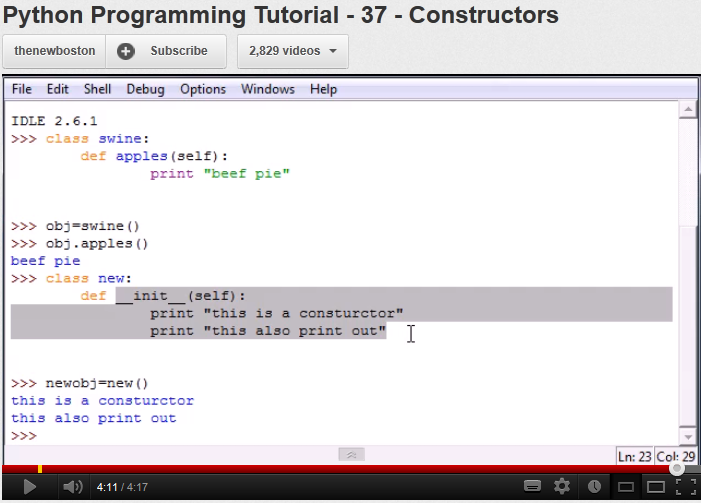 Python Programming Tutorial - 37 - Constructors
thenewboston Subscribe 2,829 videos
File Edit Shell Debug Options Windows Help
IDLE 2.6.1
>>> class swine:
        def apples(self):
                print "beef pie"
>>> obj=swine()
>>> obj.apples()
beef pie
>>> class new:
        def __init__(self):
                print "this is a consturctor"
                print "this also print out"
>>> newobj=new()
this is a consturctor
this also print out
>>>
Ln: 23 Col: 29
4:11 / 4:17